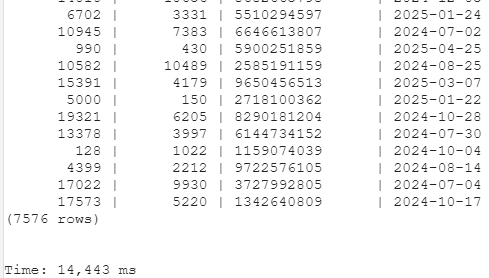 6702 | 3331 | 5510294597 | 2025-01-24
10945 | 7383 | 6646613807 | 2024-07-02
990 | 430 | 5900251859 | 2025-04-25
10582 | 10489 | 2585191159 | 2024-08-25
15391 | 4179 | 9650456513 | 2025-03-07
5000 | 150 | 2718100362 | 2025-01-22
19321 | 6205 | 8290181204 | 2024-10-28
13378 | 3997 | 6144734152 | 2024-07-30
128 | 1022 | 1159074039 | 2024-10-04
4399 | 2212 | 9722576105 | 2024-08-14
17022 | 9930 | 3727992805 | 2024-07-04
17573 | 5220 | 1342640809 | 2024-10-17
(7576 rows)
Time: 14,443 ms